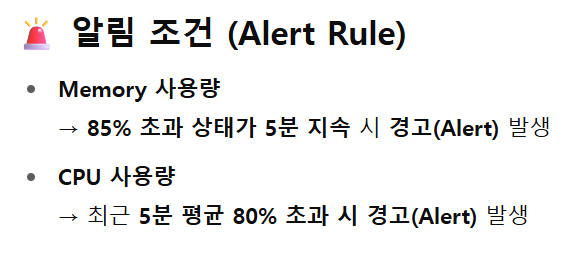 🚨 알림 조건 (Alert Rule)
• Memory 사용량
→ 85% 초과 상태가 5분 지속 시 경고(Alert) 발생
• CPU 사용량
→ 최근 5분 평균 80% 초과 시 경고(Alert) 발생